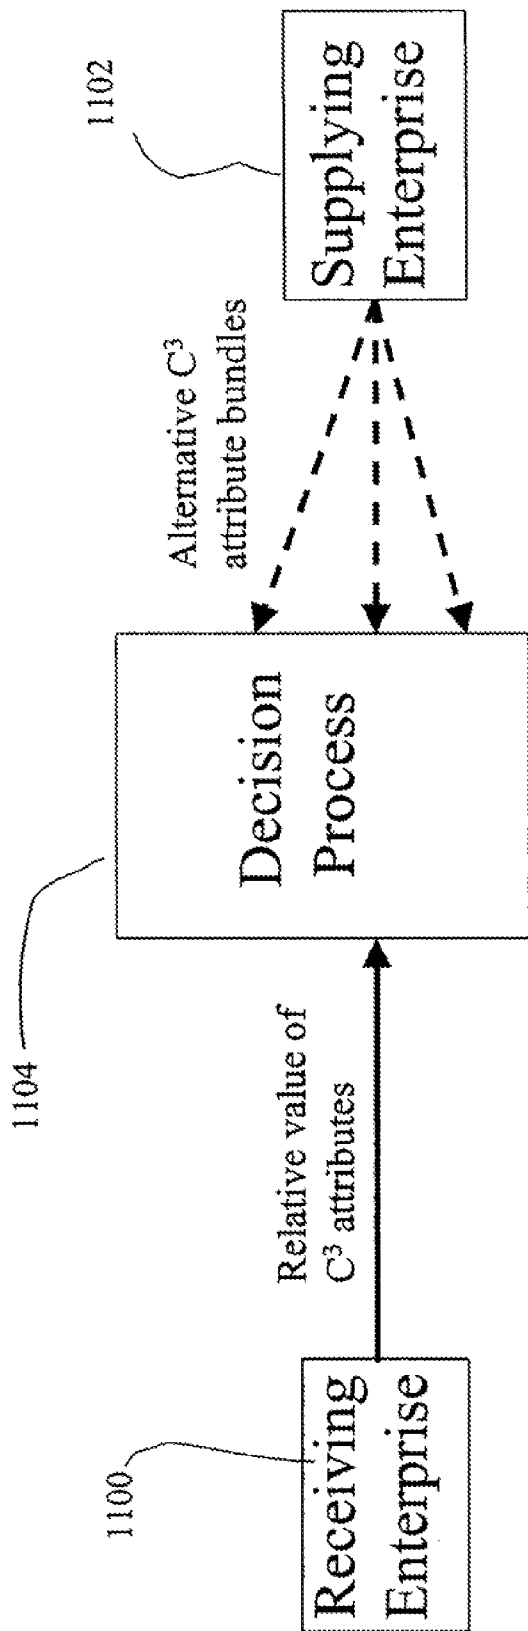 1100
Receiving
Enterprise
Relative value of
C³ attributes
1104
Decision
Process
Alternative C³
attribute bundles
1102
Supplying
Enterprise